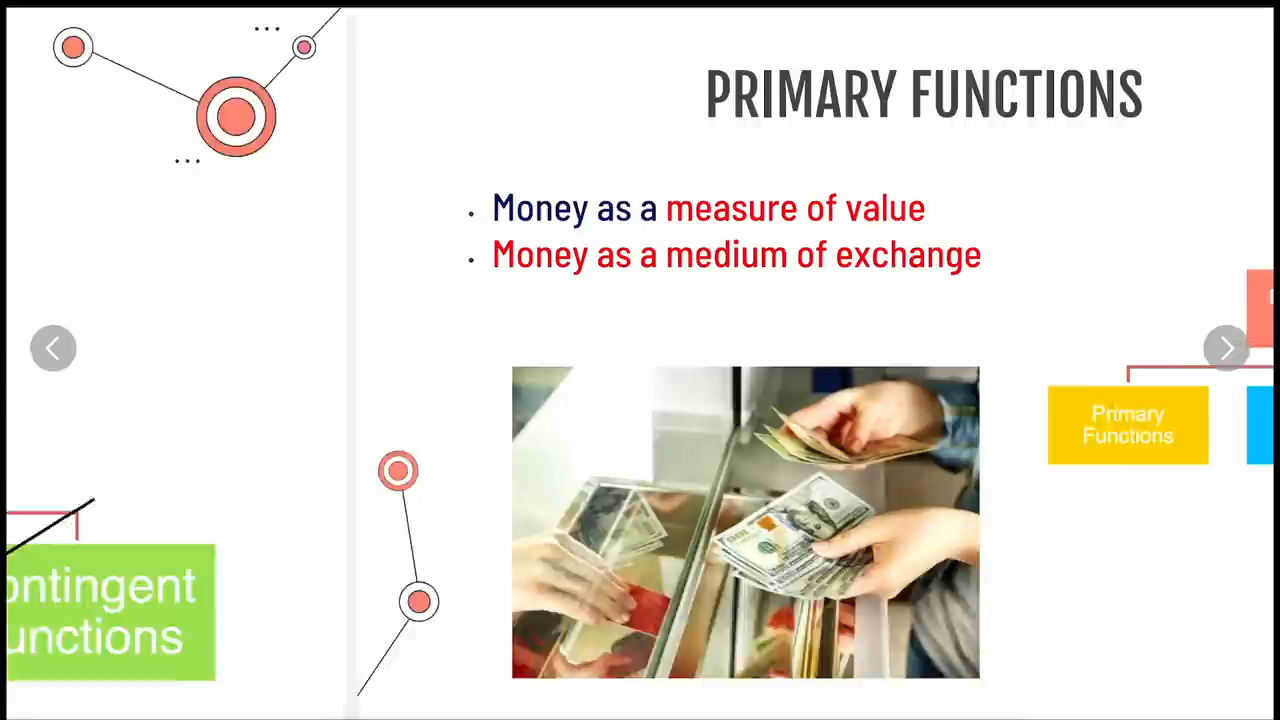 PRIMARY FUNCTIONS
Money as a measure of value
Money as a medium of exchange
Primary
Functions
ontingent
unctions